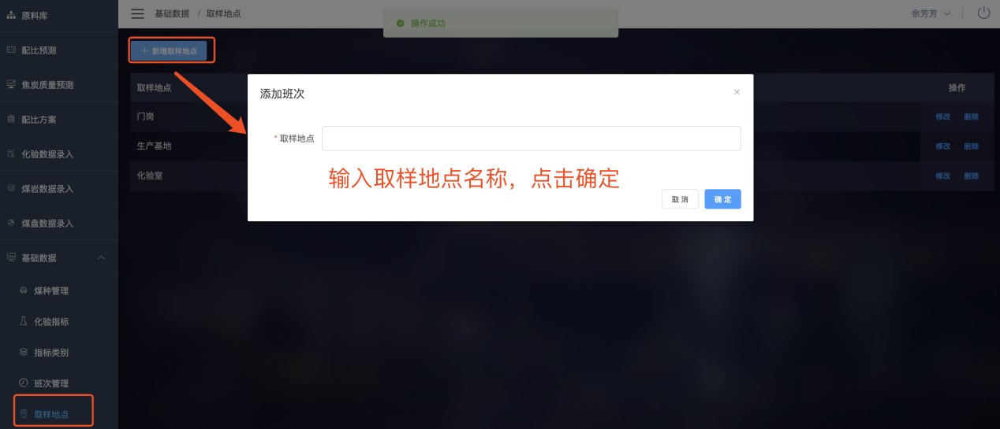 原料库
配比预测
焦炭质量预测
配比方案
化验数据录入
煤岩数据录入
煤盘数据录入
基础数据
煤种管理
化验指标
指标类别
班次管理
取样地点
基础数据 / 取样地点
操作成功
余芳芳
+ 新增取样地点
取样地点 操作
门岗 修改 删除
生产基地 修改 删除
化验室 修改 删除
添加班次
* 取样地点
输入取样地点名称，点击确定
取消 确定